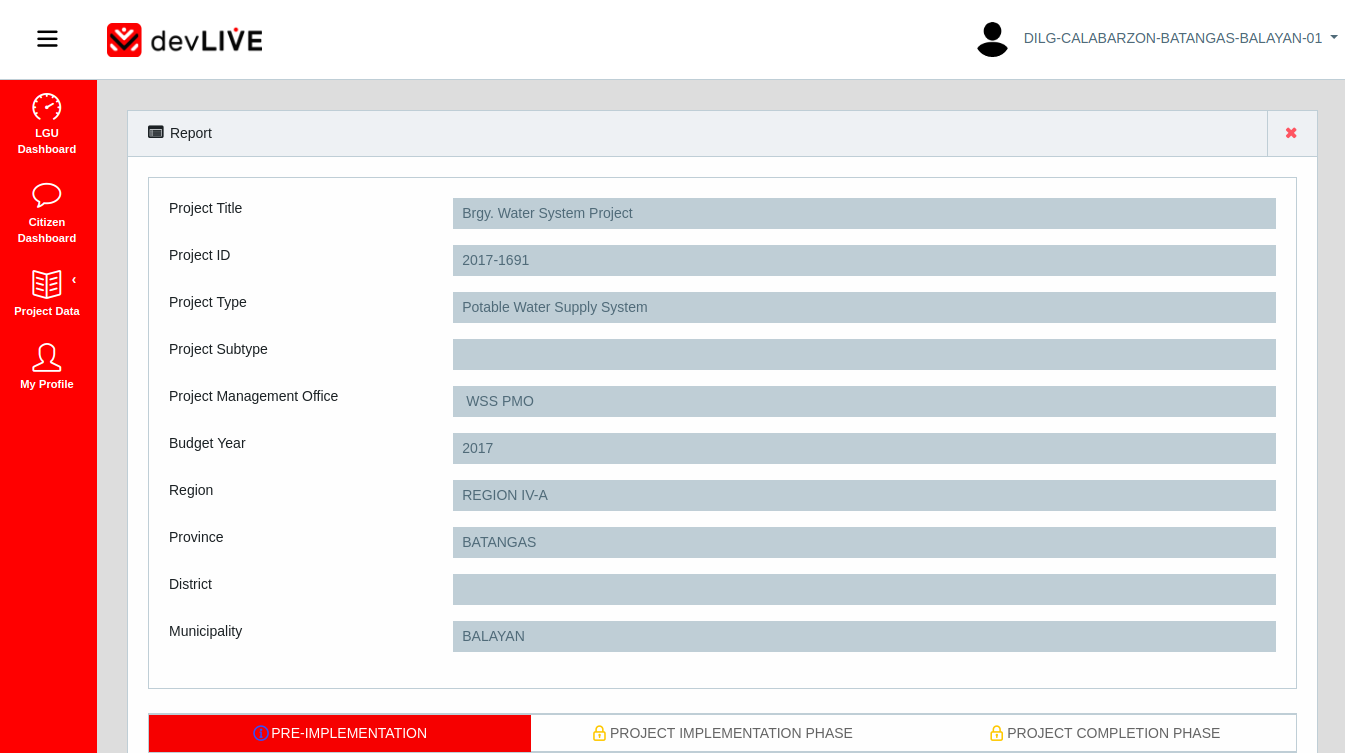 devLIVE
DILG-CALABARZON-BATANGAS-BALAYAN-01
LGU
Dashboard
Citizen
Dashboard
Project Data
My Profile
Report
Project Title
Brgy. Water System Project
Project ID
2017-1691
Project Type
Potable Water Supply System
Project Subtype
Project Management Office
WSS PMO
Budget Year
2017
Region
REGION IV-A
Province
BATANGAS
District
Municipality
BALAYAN
PRE-IMPLEMENTATION
PROJECT IMPLEMENTATION PHASE
PROJECT COMPLETION PHASE